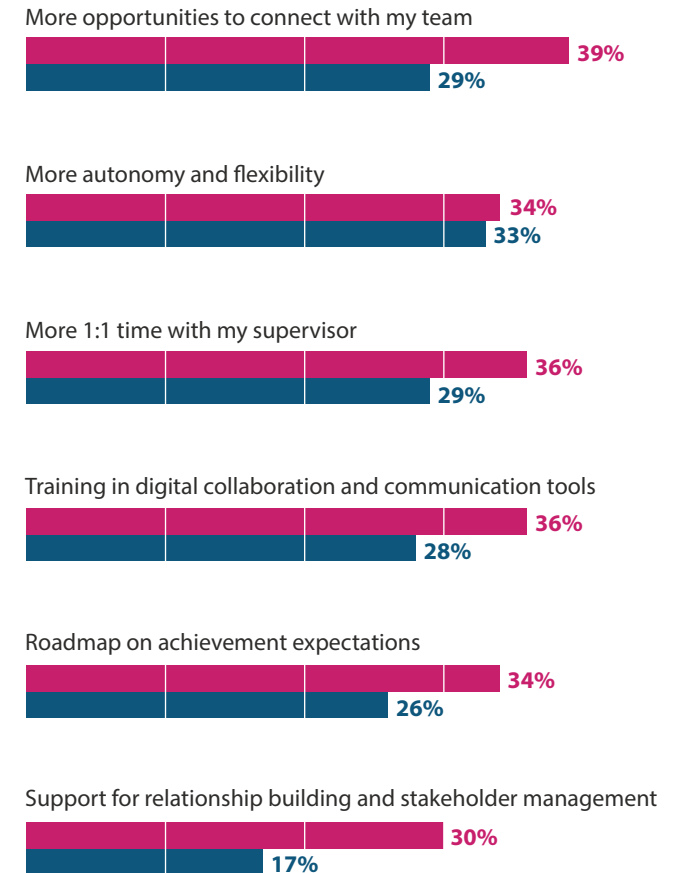 More opportunities to connect with my team
39%
29%
More autonomy and flexibility
34%
33%
More 1:1 time with my supervisor
36%
29%
Training in digital collaboration and communication tools
36%
28%
Roadmap on achievement expectations
34%
26%
Support for relationship building and stakeholder management
30%
17%